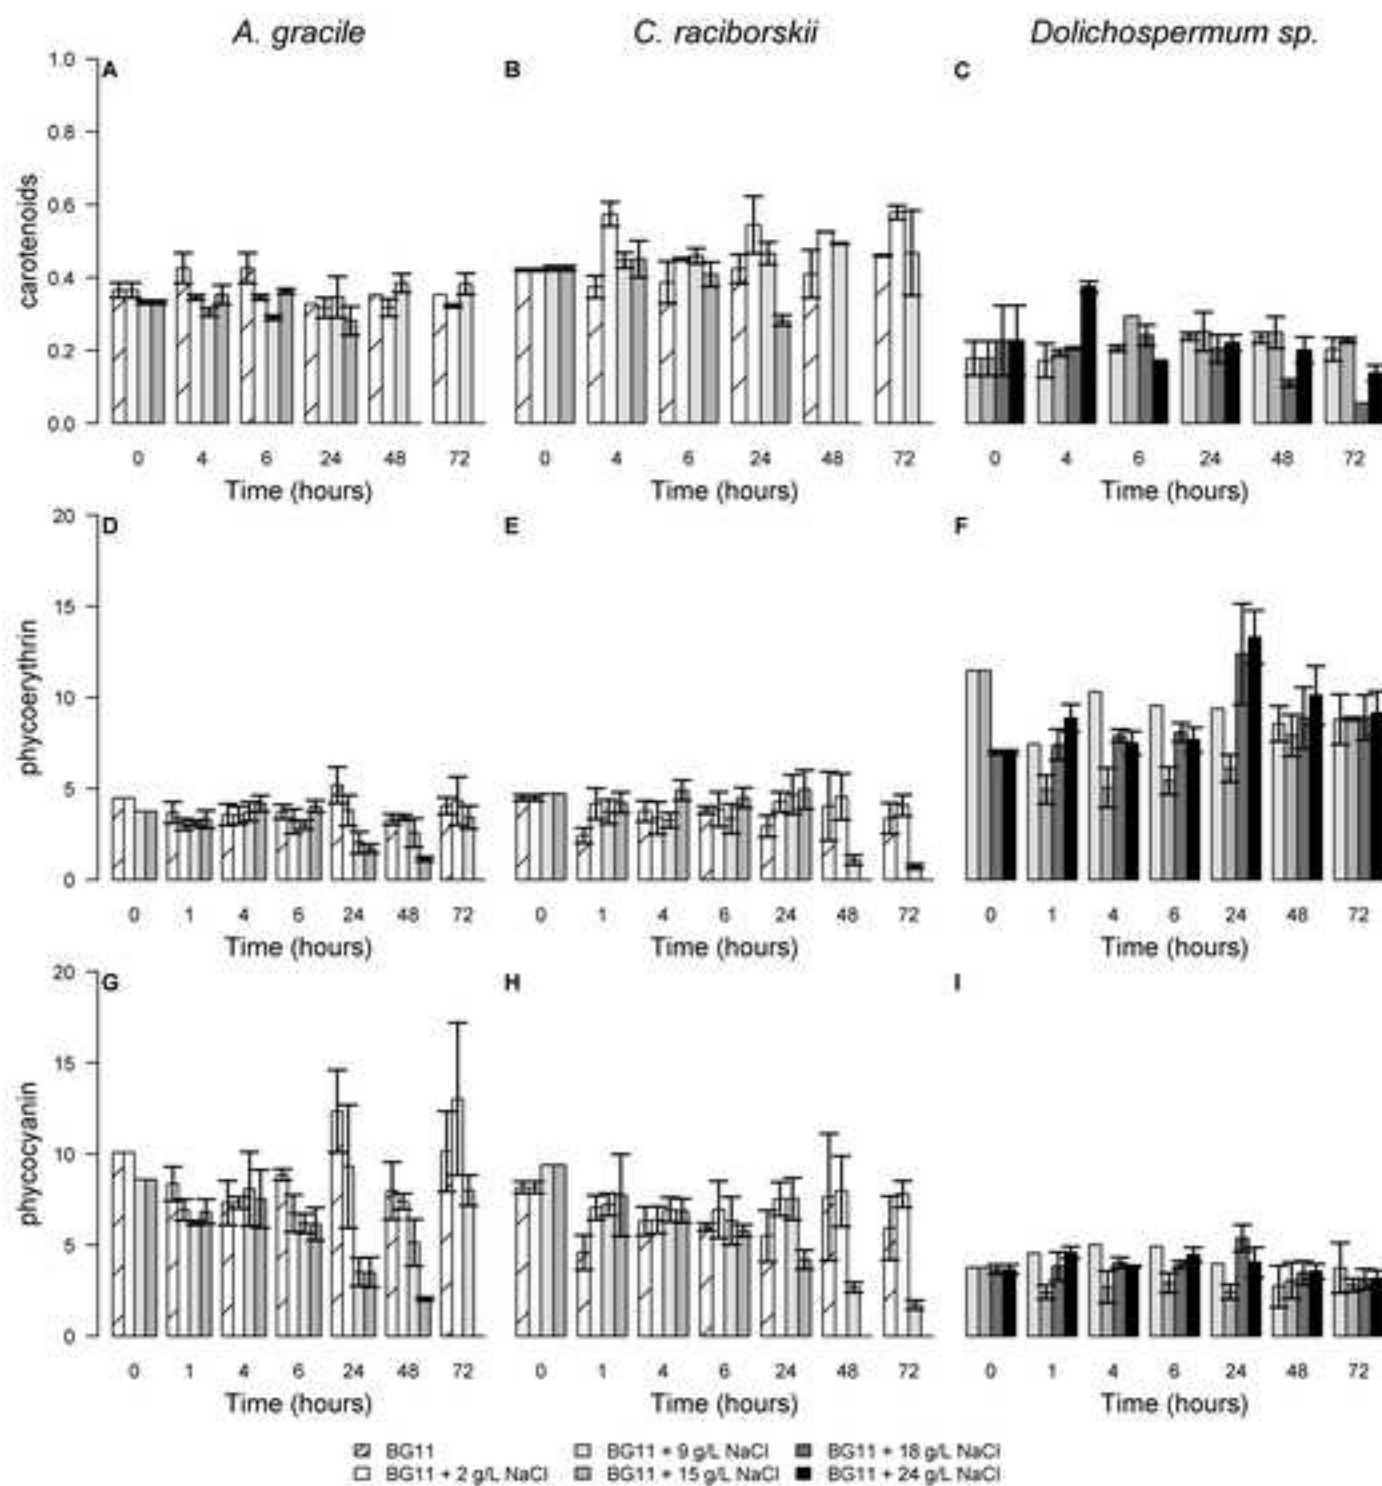 A. gracile C. raciborskii Dolichospermum sp.
A B C
carotenoids
1.0
0.8
0.6
0.4
0.2
0.0
0 4 6 24 48 72 0 4 6 24 48 72 0 4 6 24 48 72
Time (hours) Time (hours) Time (hours)
D E F
phycoerythrin
20
15
10
5
0
0 1 4 6 24 48 72 0 1 4 6 24 48 72 0 1 4 6 24 48 72
Time (hours) Time (hours) Time (hours)
G H I
phycocyanin
20
15
10
5
0
0 1 4 6 24 48 72 0 1 4 6 24 48 72 0 1 4 6 24 48 72
Time (hours) Time (hours) Time (hours)
BG11 BG11 + 9 g/L NaCl BG11 + 18 g/L NaCl
BG11 + 2 g/L NaCl BG11 + 15 g/L NaCl BG11 + 24 g/L NaCl